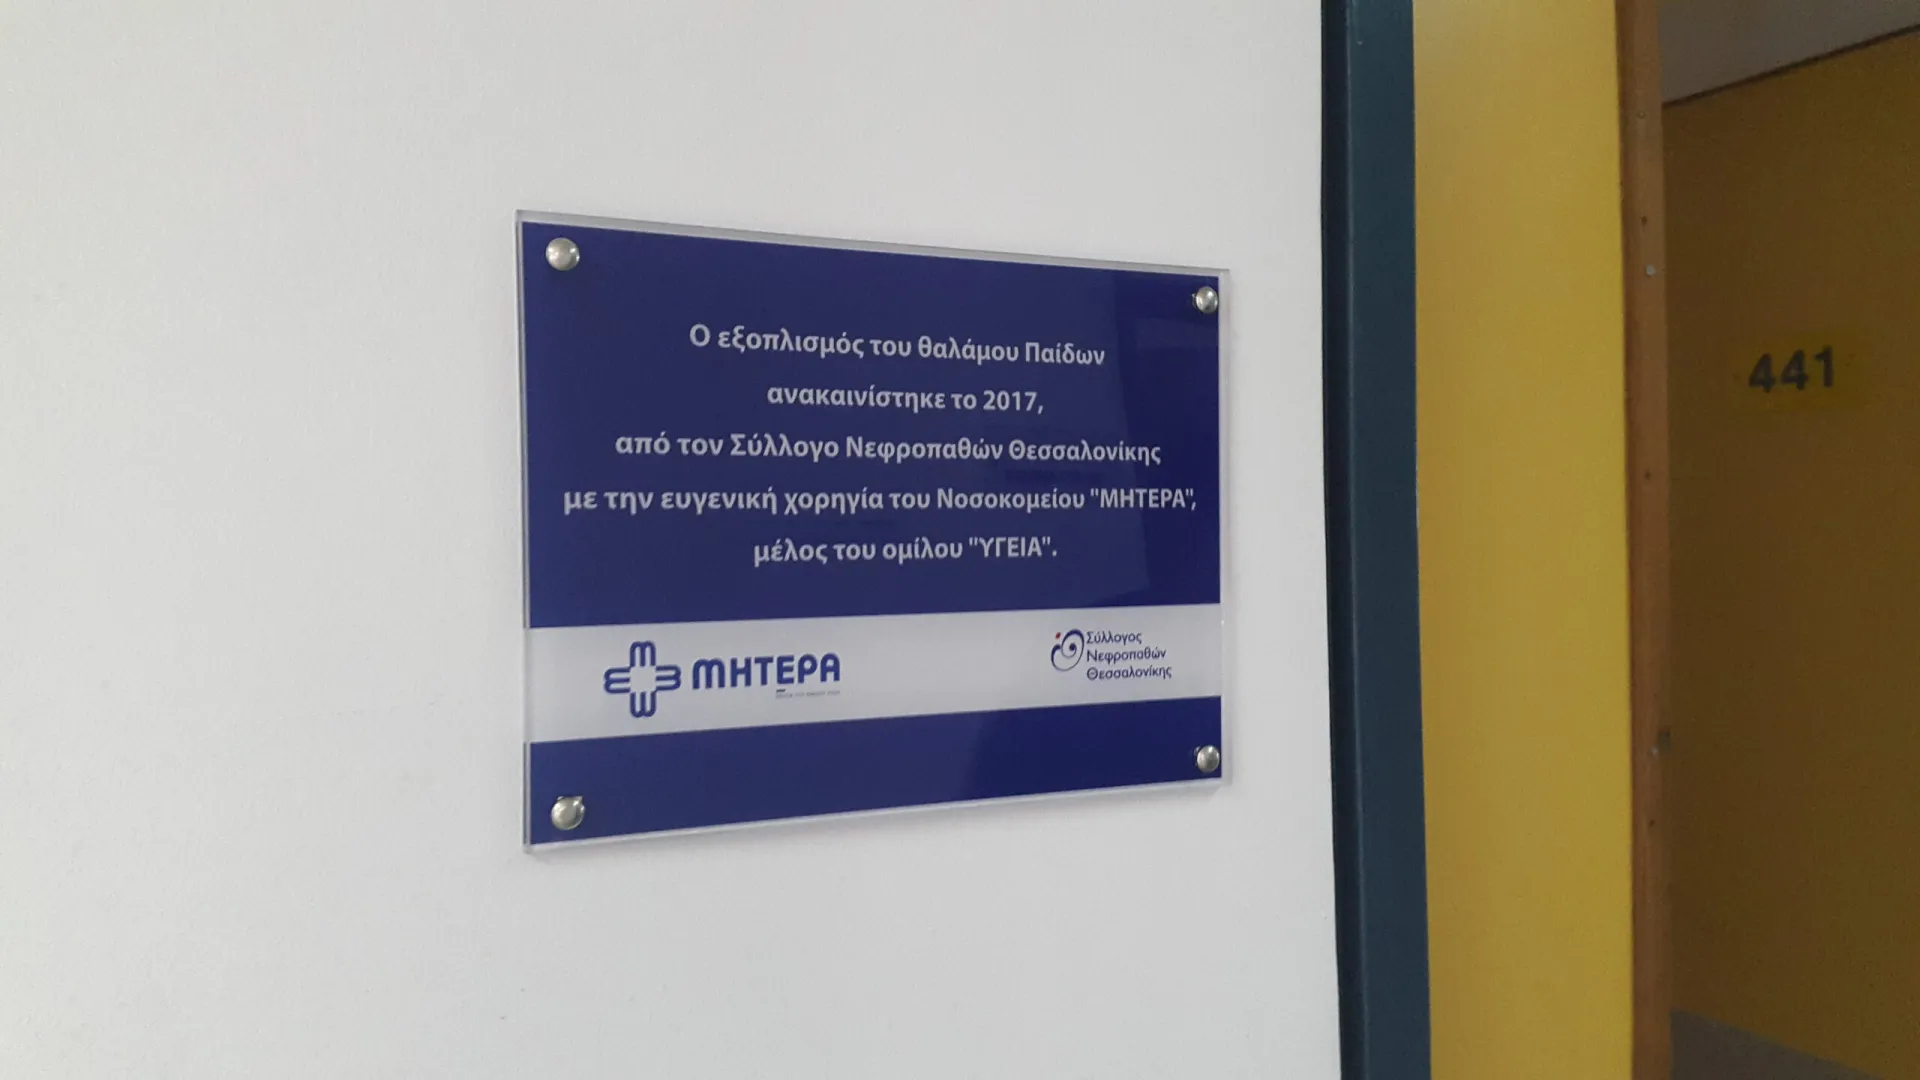 Ο εξοπλισμός του θαλάμου Παίδων
ανακαινίστηκε το 2017,
από τον Σύλλογο Νεφροπαθών Θεσσαλονίκης
με την ευγενική χορηγία του Νοσοκομείου "ΜΗΤΕΡΑ",
μέλος του ομίλου "ΥΓΕΙΑ".
ΜΗΤΕΡΑ
Σύλλογος
Νεφροπαθών
Θεσσαλονίκης
441